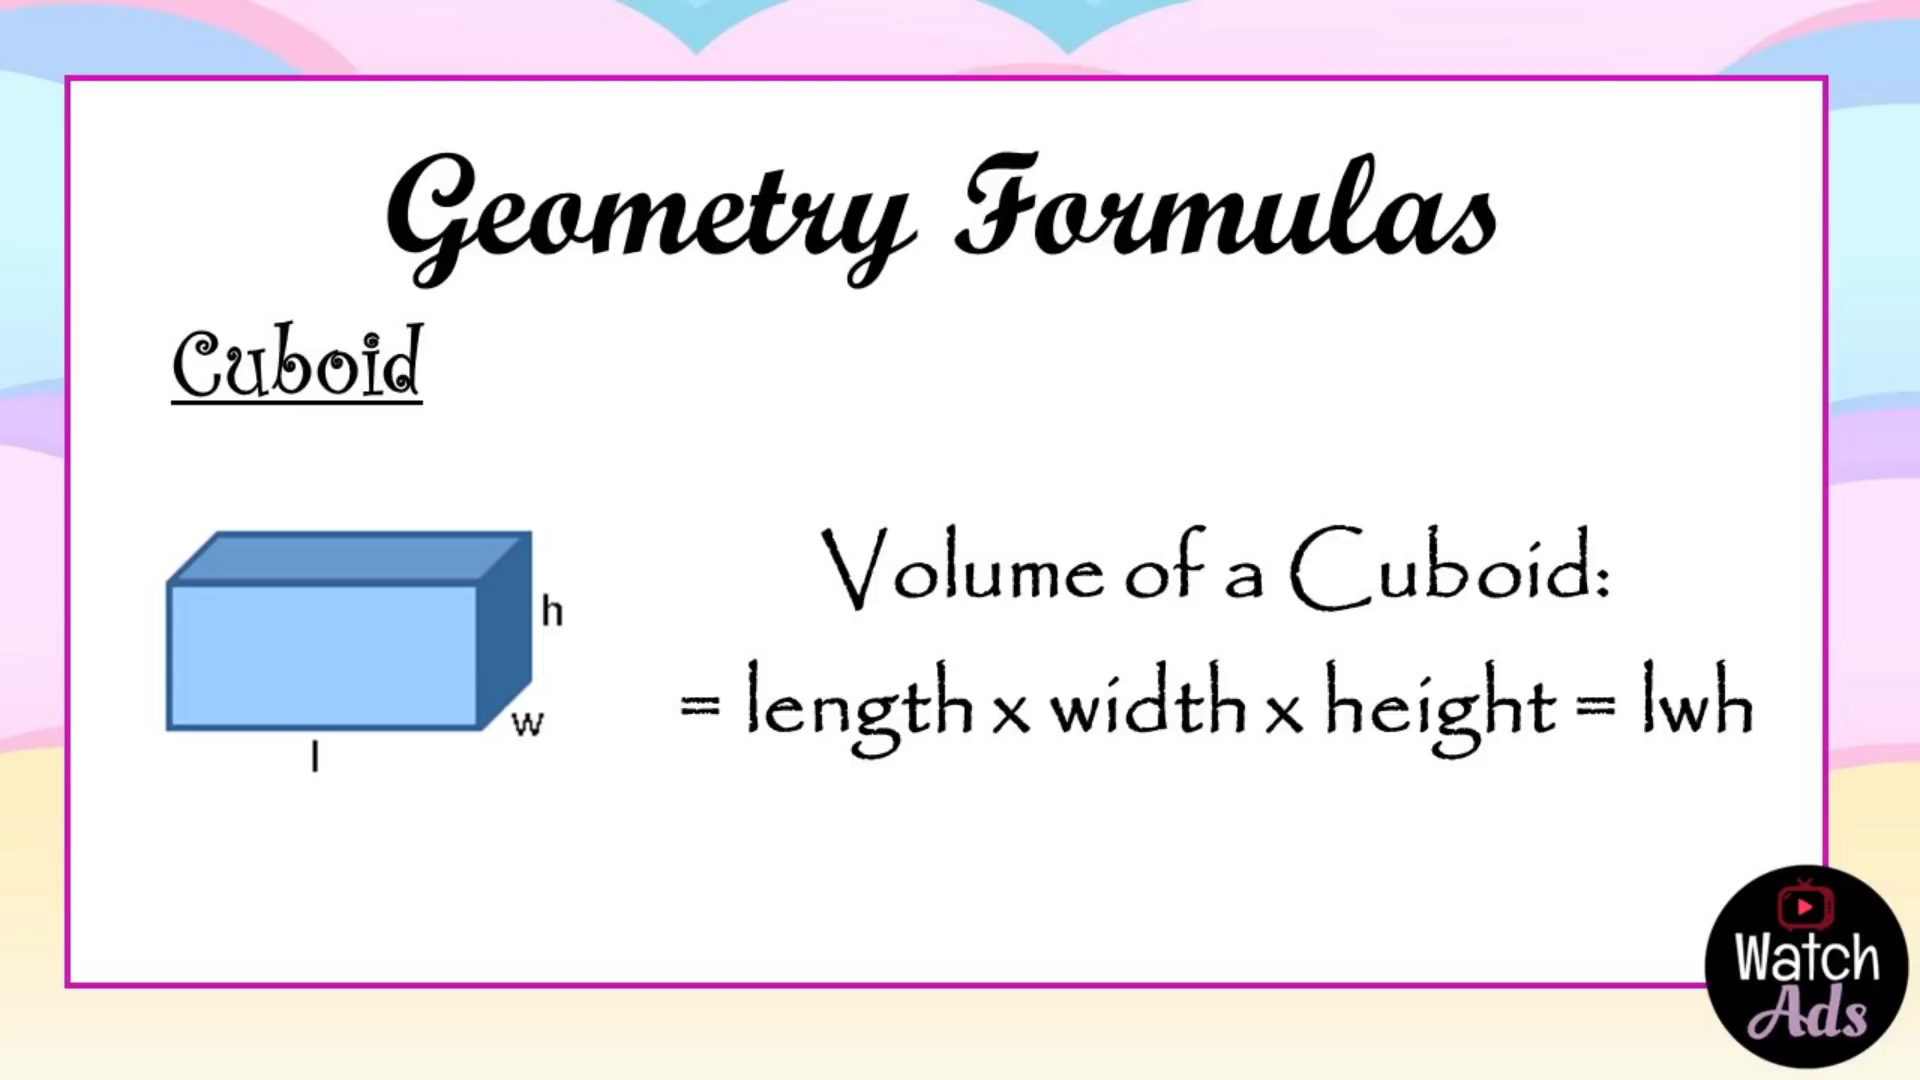 Geometry Formulas
Cuboid
h
w
l
Volume of a Cuboid:
= length x width x height = lwh
Watch
Ads